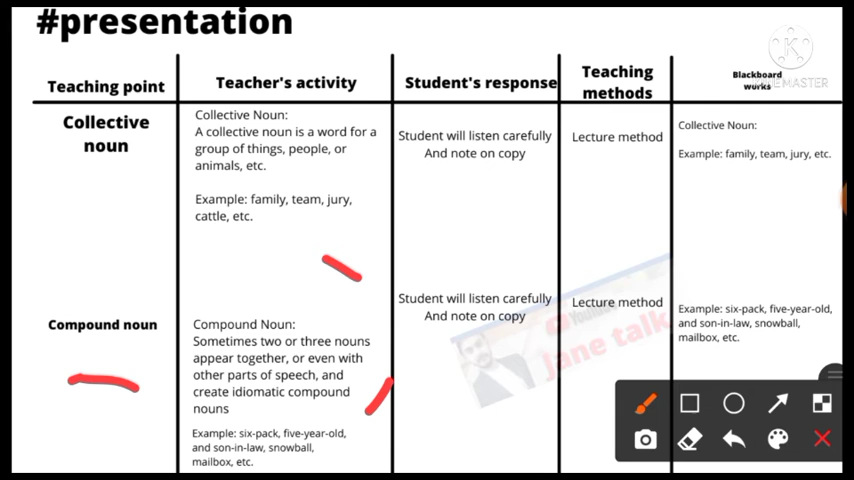 #presentation
Teaching point
Teacher's activity
Student's response
Teaching
methods
Blackboard
works
KINEMASTER
Collective
noun
Collective Noun:
A collective noun is a word for a
group of things, people, or
animals, etc.
Example: family, team, jury,
cattle, etc.
Student will listen carefully
And note on copy
Lecture method
Collective Noun:
Example: family, team, jury, etc.
Compound noun
Compound Noun:
Sometimes two or three nouns
appear together, or even with
other parts of speech, and
create idiomatic compound
nouns
Example: six-pack, five-year-old,
and son-in-law, snowball,
mailbox, etc.
Student will listen carefully
And note on copy
Lecture method
Example: six-pack, five-year-old,
and son-in-law, snowball,
mailbox, etc.
YouTube
Jane talk